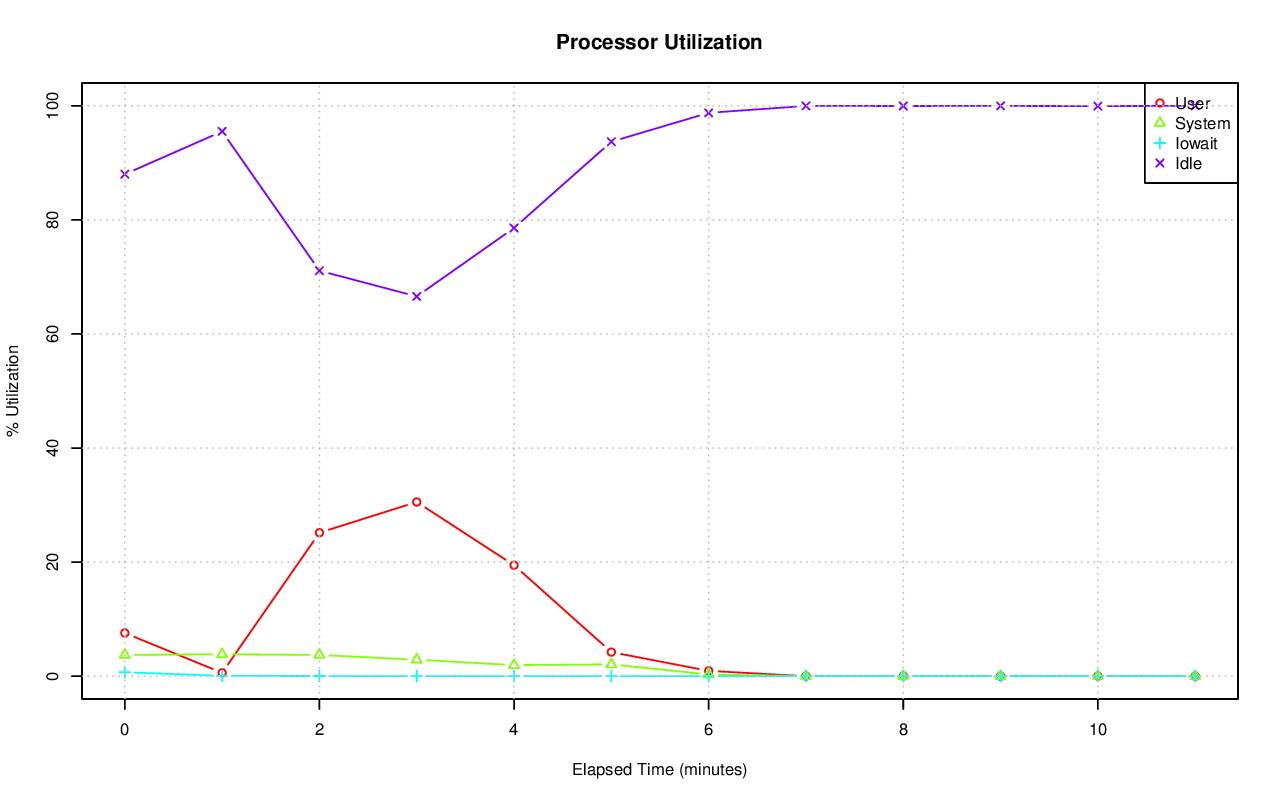 Processor Utilization
User
System
Iowait
Idle
% Utilization
100
80
60
40
20
0
0 2 4 6 8 10
Elapsed Time (minutes)